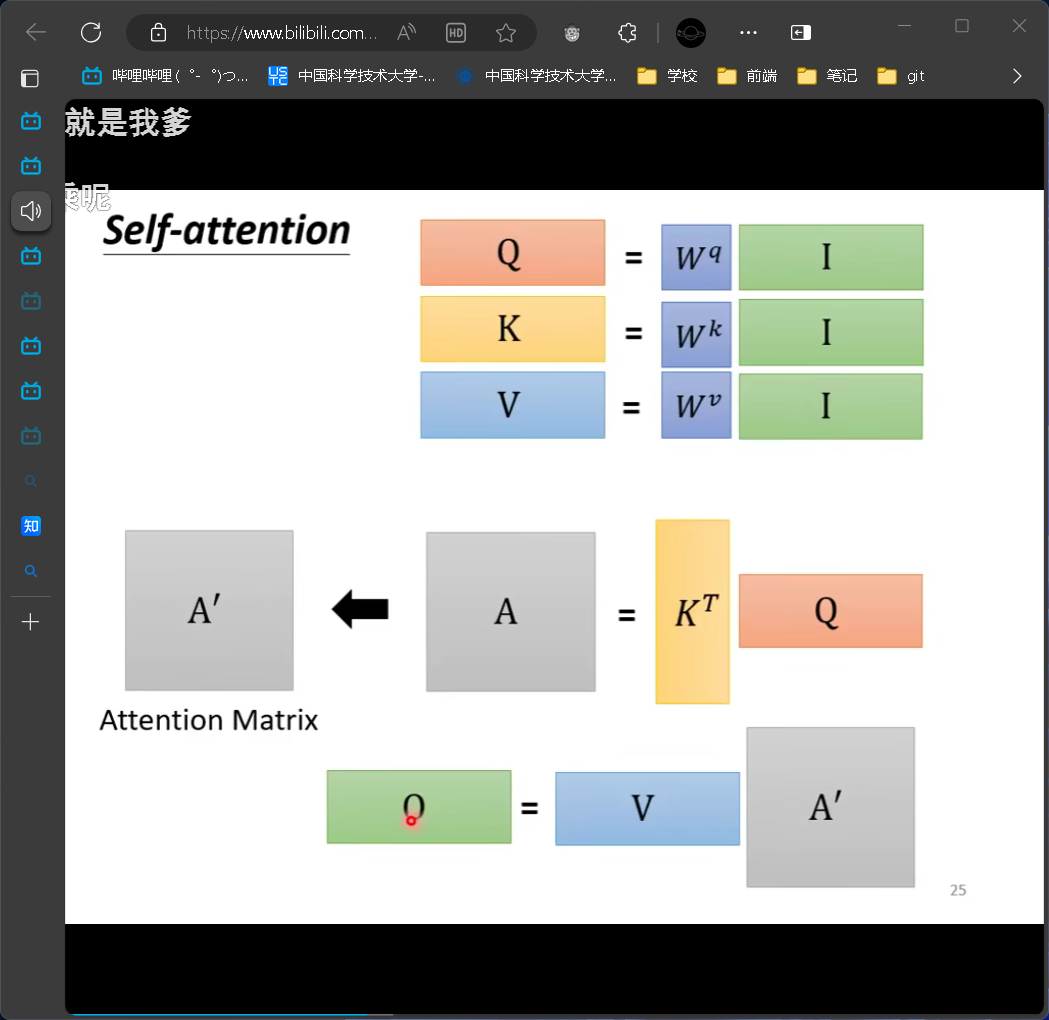 https://www.bilibili.com...
哔哩哔哩 (゜-゜)つ...
中国科学技术大学-...
中国科学技术大学...
学校
前端
笔记
git
就是我爹
乘呢
知
Self-attention
Q = W^q I
K = W^k I
V = W^v I
A′ A = K^T Q
Attention Matrix
O = V A′
25